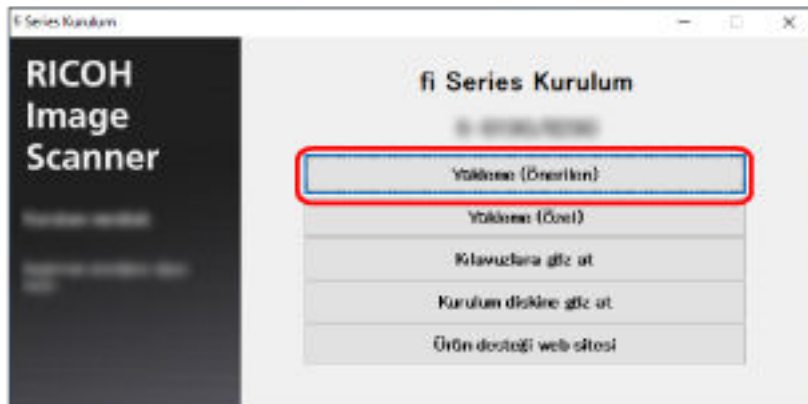 fi Series Kurulum
RICOH
Image
Scanner
fi Series Kurulum
Yükleme (Önerilen)
Yükleme (Özel)
Kılavuzlara göz at
Kurulum diskine göz at
Ürün desteği web sitesi